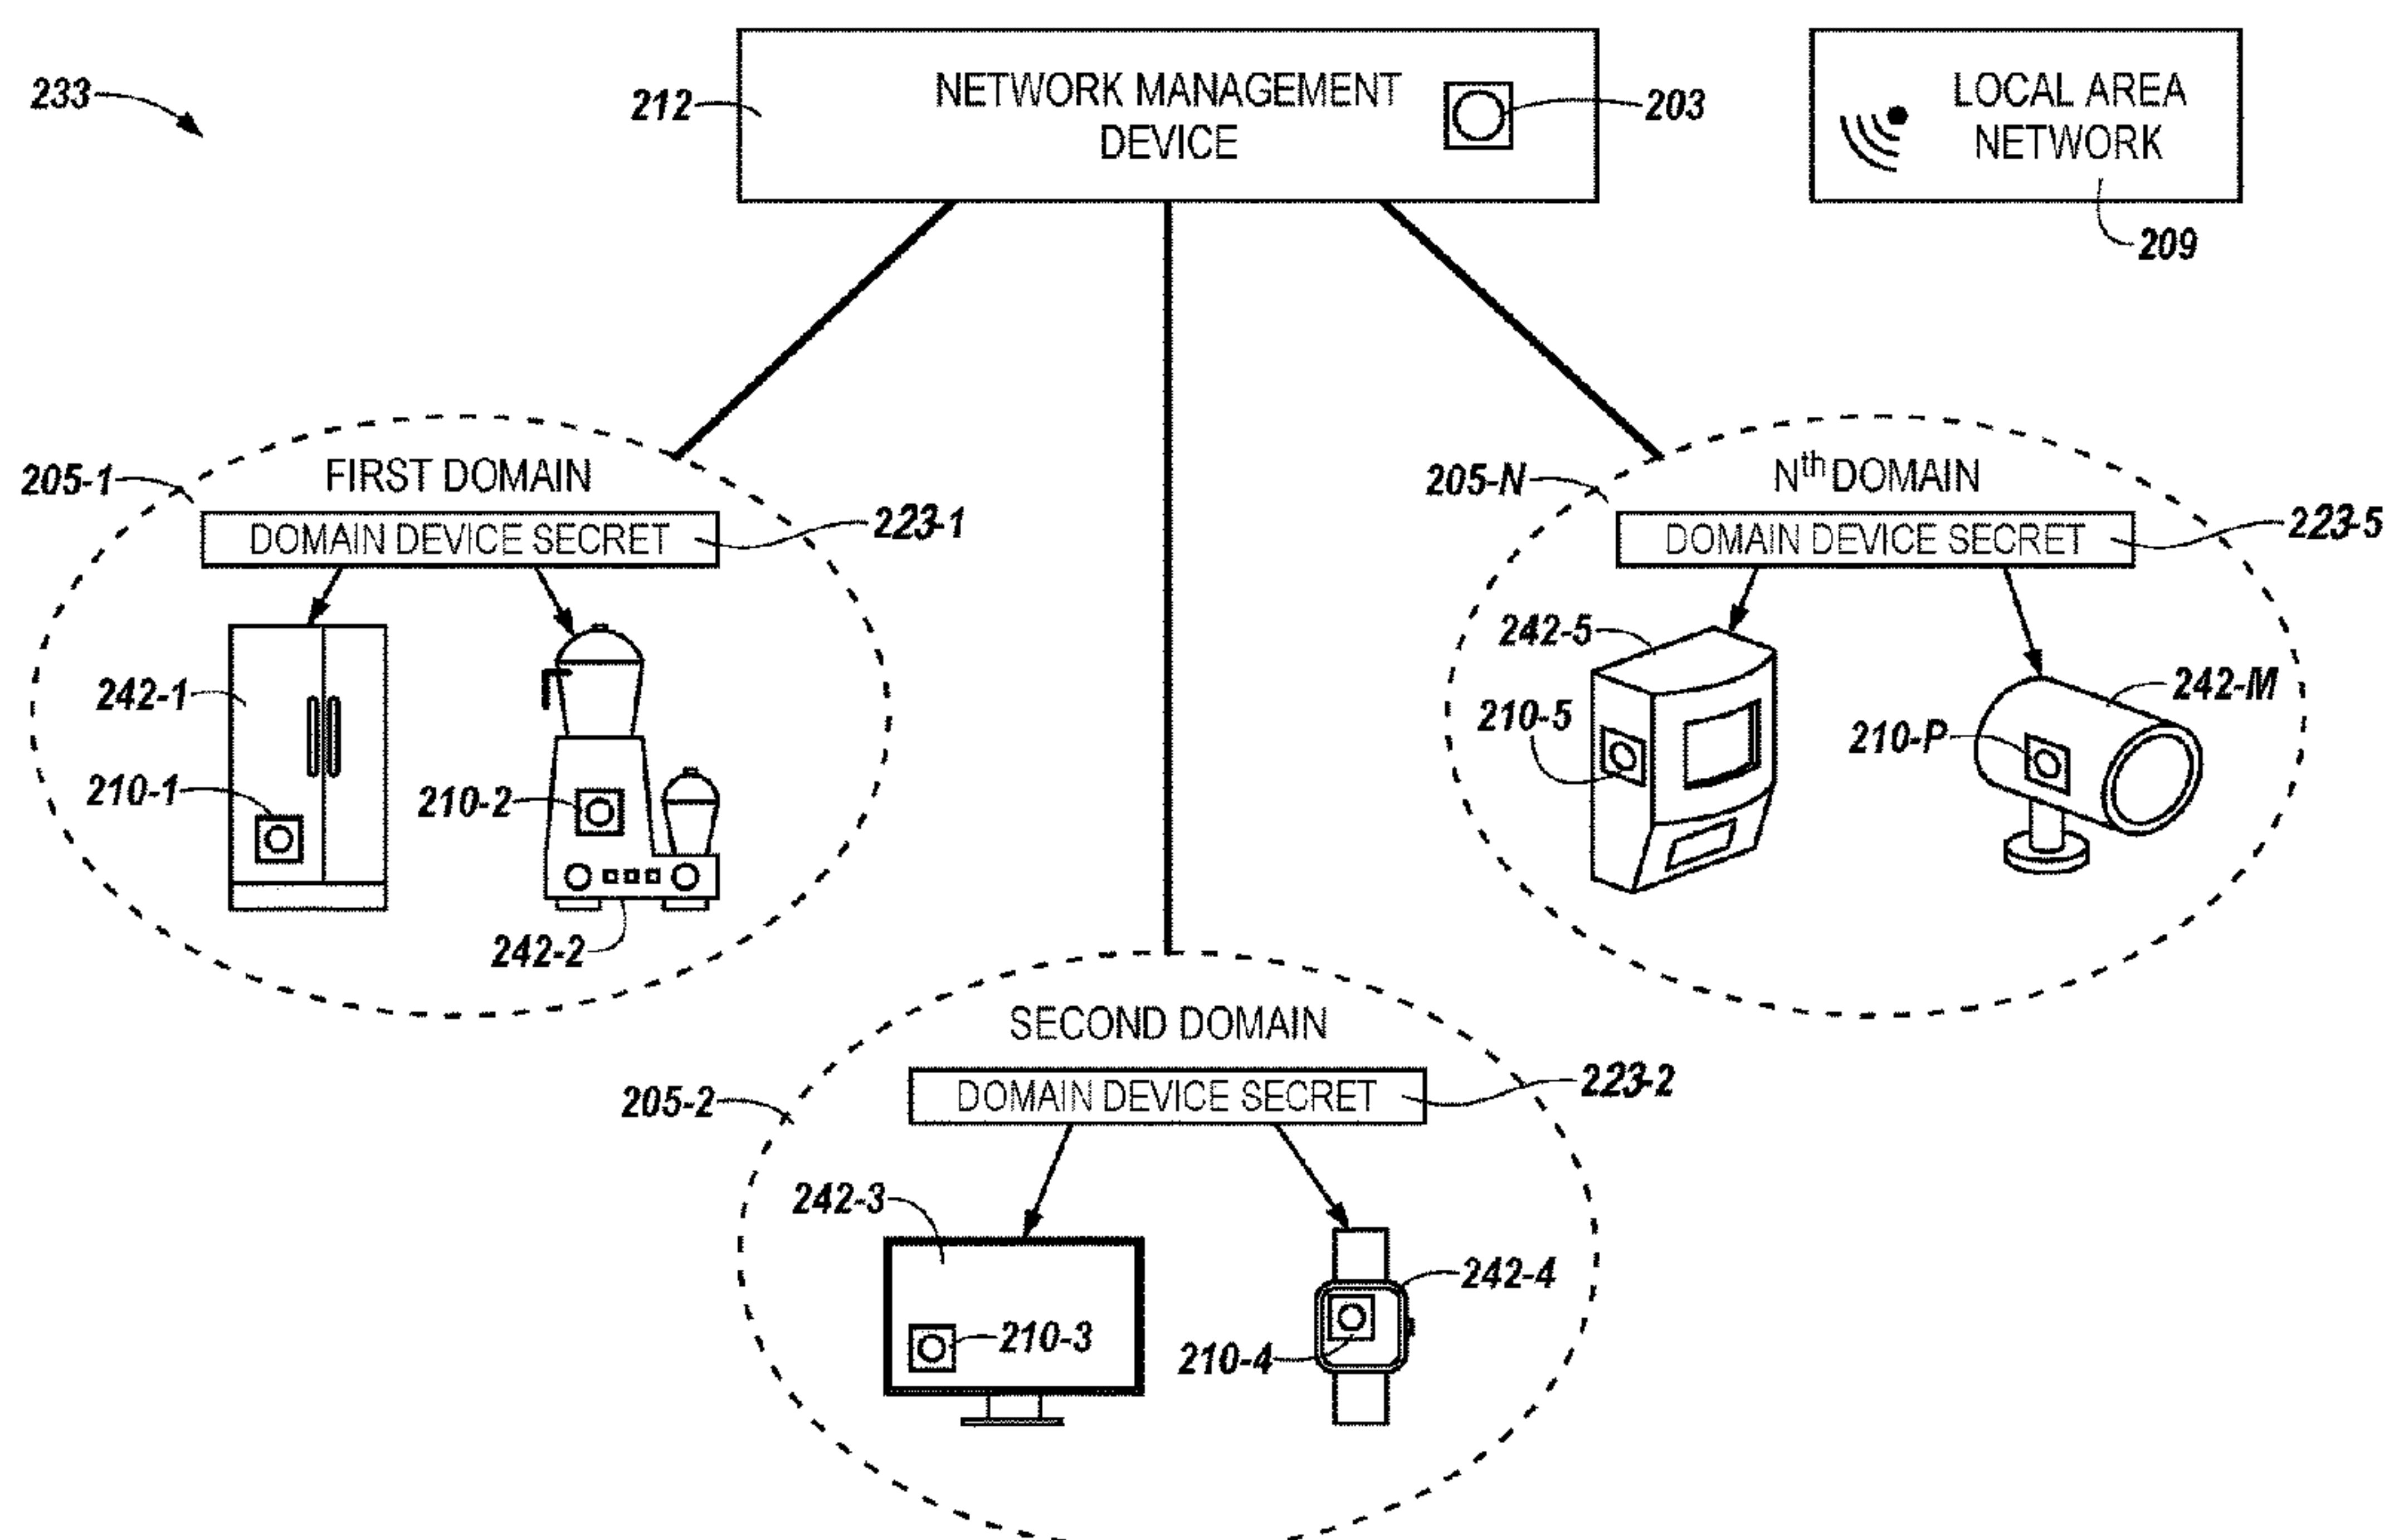 233
212
NETWORK MANAGEMENT
DEVICE
203
LOCAL AREA
NETWORK
209
205-1
FIRST DOMAIN
DOMAIN DEVICE SECRET
223-1
242-1
210-1
210-2
242-2
205-N
Nth DOMAIN
DOMAIN DEVICE SECRET
223-5
242-5
210-5
210-P
242-M
SECOND DOMAIN
205-2
DOMAIN DEVICE SECRET
223-2
242-3
210-3
242-4
210-4